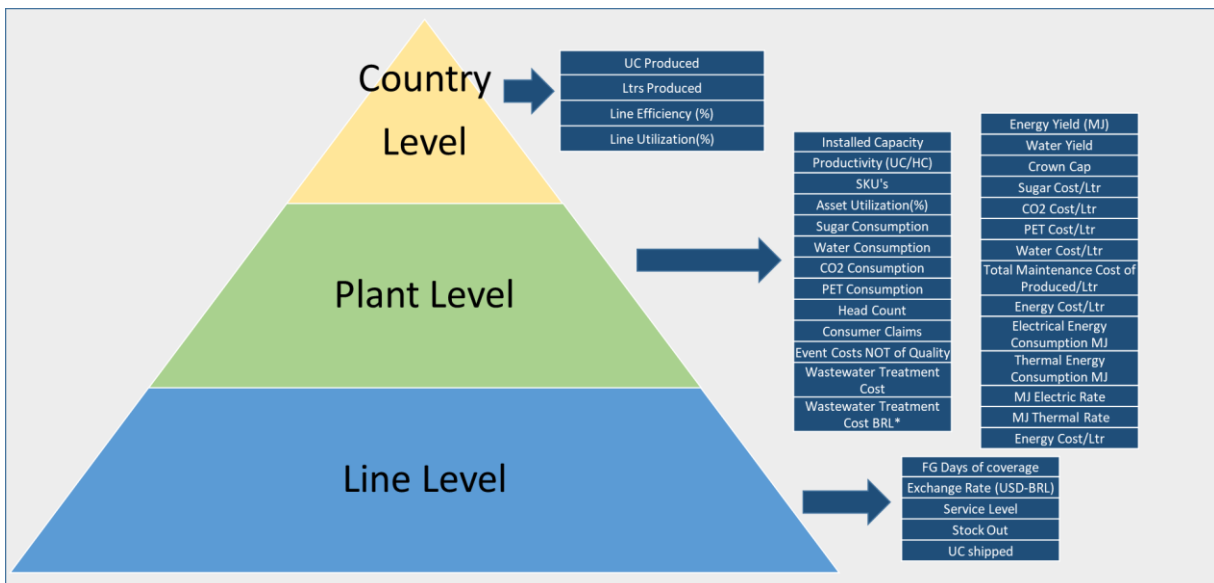 Country
Level
Plant Level
Line Level
UC Produced
Ltrs Produced
Line Efficiency (%)
Line Utilization(%)
Installed Capacity
Productivity (UC/HC)
SKU's
Asset Utilization(%)
Sugar Consumption
Water Consumption
CO2 Consumption
PET Consumption
Head Count
Consumer Claims
Event Costs NOT of Quality
Wastewater Treatment
Cost
Wastewater Treatment
Cost BRL*
Energy Yield (MJ)
Water Yield
Crown Cap
Sugar Cost/Ltr
CO2 Cost/Ltr
PET Cost/Ltr
Water Cost/Ltr
Total Maintenance Cost of
Produced/Ltr
Energy Cost/Ltr
Electrical Energy
Consumption MJ
Thermal Energy
Consumption MJ
MJ Electric Rate
MJ Thermal Rate
Energy Cost/Ltr
FG Days of coverage
Exchange Rate (USD-BRL)
Service Level
Stock Out
UC shipped